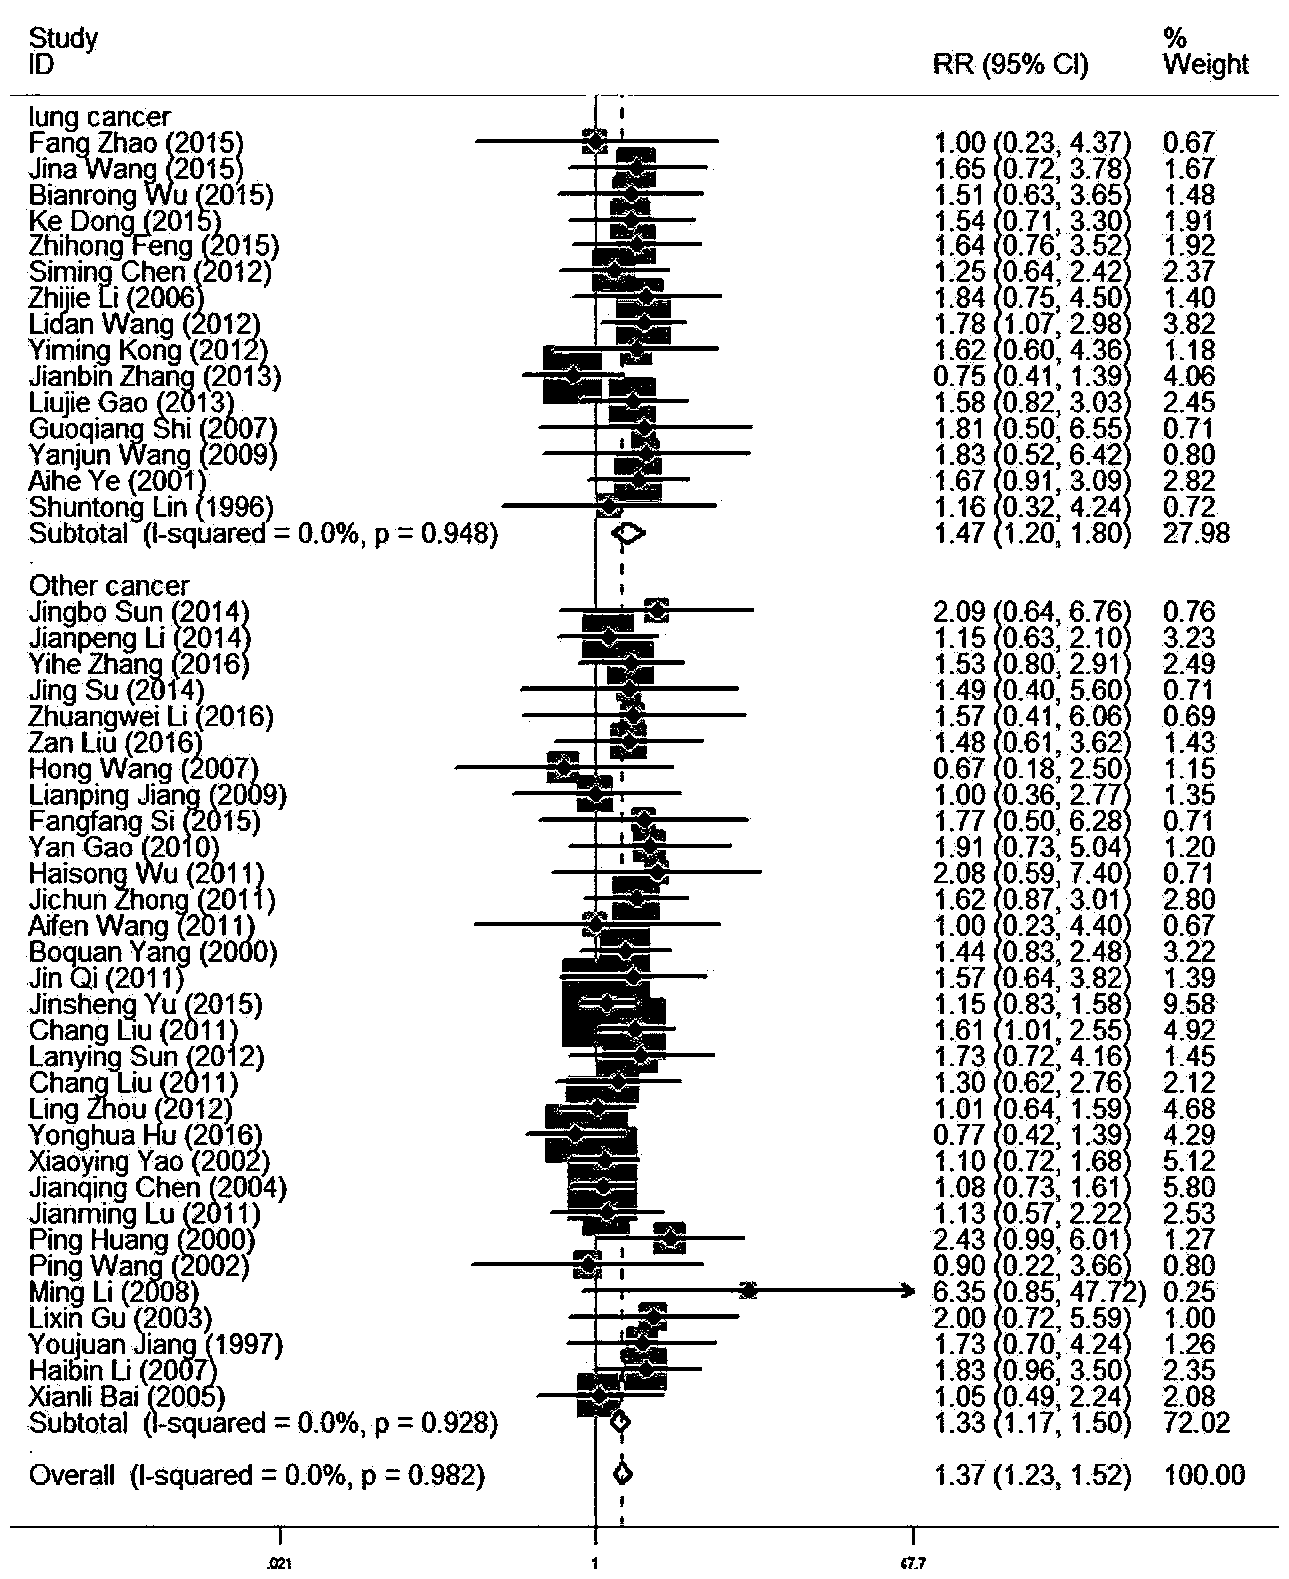 Study %
ID RR (95% CI) Weight
lung cancer
Fang Zhao (2015) 1.00 (0.23, 4.37) 0.67
Jina Wang (2015) 1.65 (0.72, 3.78) 1.67
Bianrong Wu (2015) 1.51 (0.63, 3.65) 1.48
Ke Dong (2015) 1.54 (0.71, 3.30) 1.91
Zhihong Feng (2015) 1.64 (0.76, 3.52) 1.92
Siming Chen (2012) 1.25 (0.64, 2.42) 2.37
Zhijie Li (2006) 1.84 (0.75, 4.50) 1.40
Lidan Wang (2012) 1.78 (1.07, 2.98) 3.82
Yiming Kong (2012) 1.62 (0.60, 4.36) 1.18
Jianbin Zhang (2013) 0.75 (0.41, 1.39) 4.06
Liujie Gao (2013) 1.58 (0.82, 3.03) 2.45
Guoqiang Shi (2007) 1.81 (0.50, 6.55) 0.71
Yanjun Wang (2009) 1.83 (0.52, 6.42) 0.80
Aihe Ye (2001) 1.67 (0.91, 3.09) 2.82
Shuntong Lin (1996) 1.16 (0.32, 4.24) 0.72
Subtotal (I-squared = 0.0%, p = 0.948) 1.47 (1.20, 1.80) 27.98
.
Other cancer
Jingbo Sun (2014) 2.09 (0.64, 6.76) 0.76
Jianpeng Li (2014) 1.15 (0.63, 2.10) 3.23
Yihe Zhang (2016) 1.53 (0.80, 2.91) 2.49
Jing Su (2014) 1.49 (0.40, 5.60) 0.71
Zhuangwei Li (2016) 1.57 (0.41, 6.06) 0.69
Zan Liu (2016) 1.48 (0.61, 3.62) 1.43
Hong Wang (2007) 0.67 (0.18, 2.50) 1.15
Lianping Jiang (2009) 1.00 (0.36, 2.77) 1.35
Fangfang Si (2015) 1.77 (0.50, 6.28) 0.71
Yan Gao (2010) 1.91 (0.73, 5.04) 1.20
Haisong Wu (2011) 2.08 (0.59, 7.40) 0.71
Jichun Zhong (2011) 1.62 (0.87, 3.01) 2.80
Aifen Wang (2011) 1.00 (0.23, 4.40) 0.67
Boquan Yang (2000) 1.44 (0.83, 2.48) 3.22
Jin Qi (2011) 1.57 (0.64, 3.82) 1.39
Jinsheng Yu (2015) 1.15 (0.83, 1.58) 9.58
Chang Liu (2011) 1.61 (1.01, 2.55) 4.92
Lanying Sun (2012) 1.73 (0.72, 4.16) 1.45
Chang Liu (2011) 1.30 (0.62, 2.76) 2.12
Ling Zhou (2012) 1.01 (0.64, 1.59) 4.68
Yonghua Hu (2016) 0.77 (0.42, 1.39) 4.29
Xiaoying Yao (2002) 1.10 (0.72, 1.68) 5.12
Jianqing Chen (2004) 1.08 (0.73, 1.61) 5.80
Jianming Lu (2011) 1.13 (0.57, 2.22) 2.53
Ping Huang (2000) 2.43 (0.99, 6.01) 1.27
Ping Wang (2002) 0.90 (0.22, 3.66) 0.80
Ming Li (2008) 6.35 (0.85, 47.72) 0.25
Lixin Gu (2003) 2.00 (0.72, 5.59) 1.00
Youjuan Jiang (1997) 1.73 (0.70, 4.24) 1.26
Haibin Li (2007) 1.83 (0.96, 3.50) 2.35
Xianli Bai (2005) 1.05 (0.49, 2.24) 2.08
Subtotal (I-squared = 0.0%, p = 0.928) 1.33 (1.17, 1.50) 72.02
.
Overall (I-squared = 0.0%, p = 0.982) 1.37 (1.23, 1.52) 100.00
.021 1 47.7